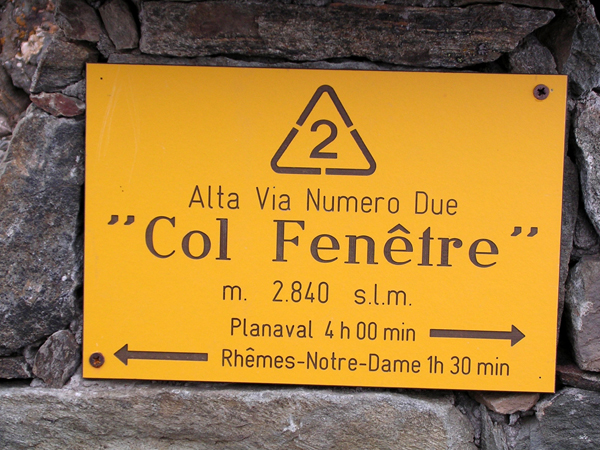 2
Alta Via Numero Due
"Col Fenêtre"
m. 2.840 s.l.m.
Planaval 4 h 00 min
Rhêmes-Notre-Dame 1h 30 min